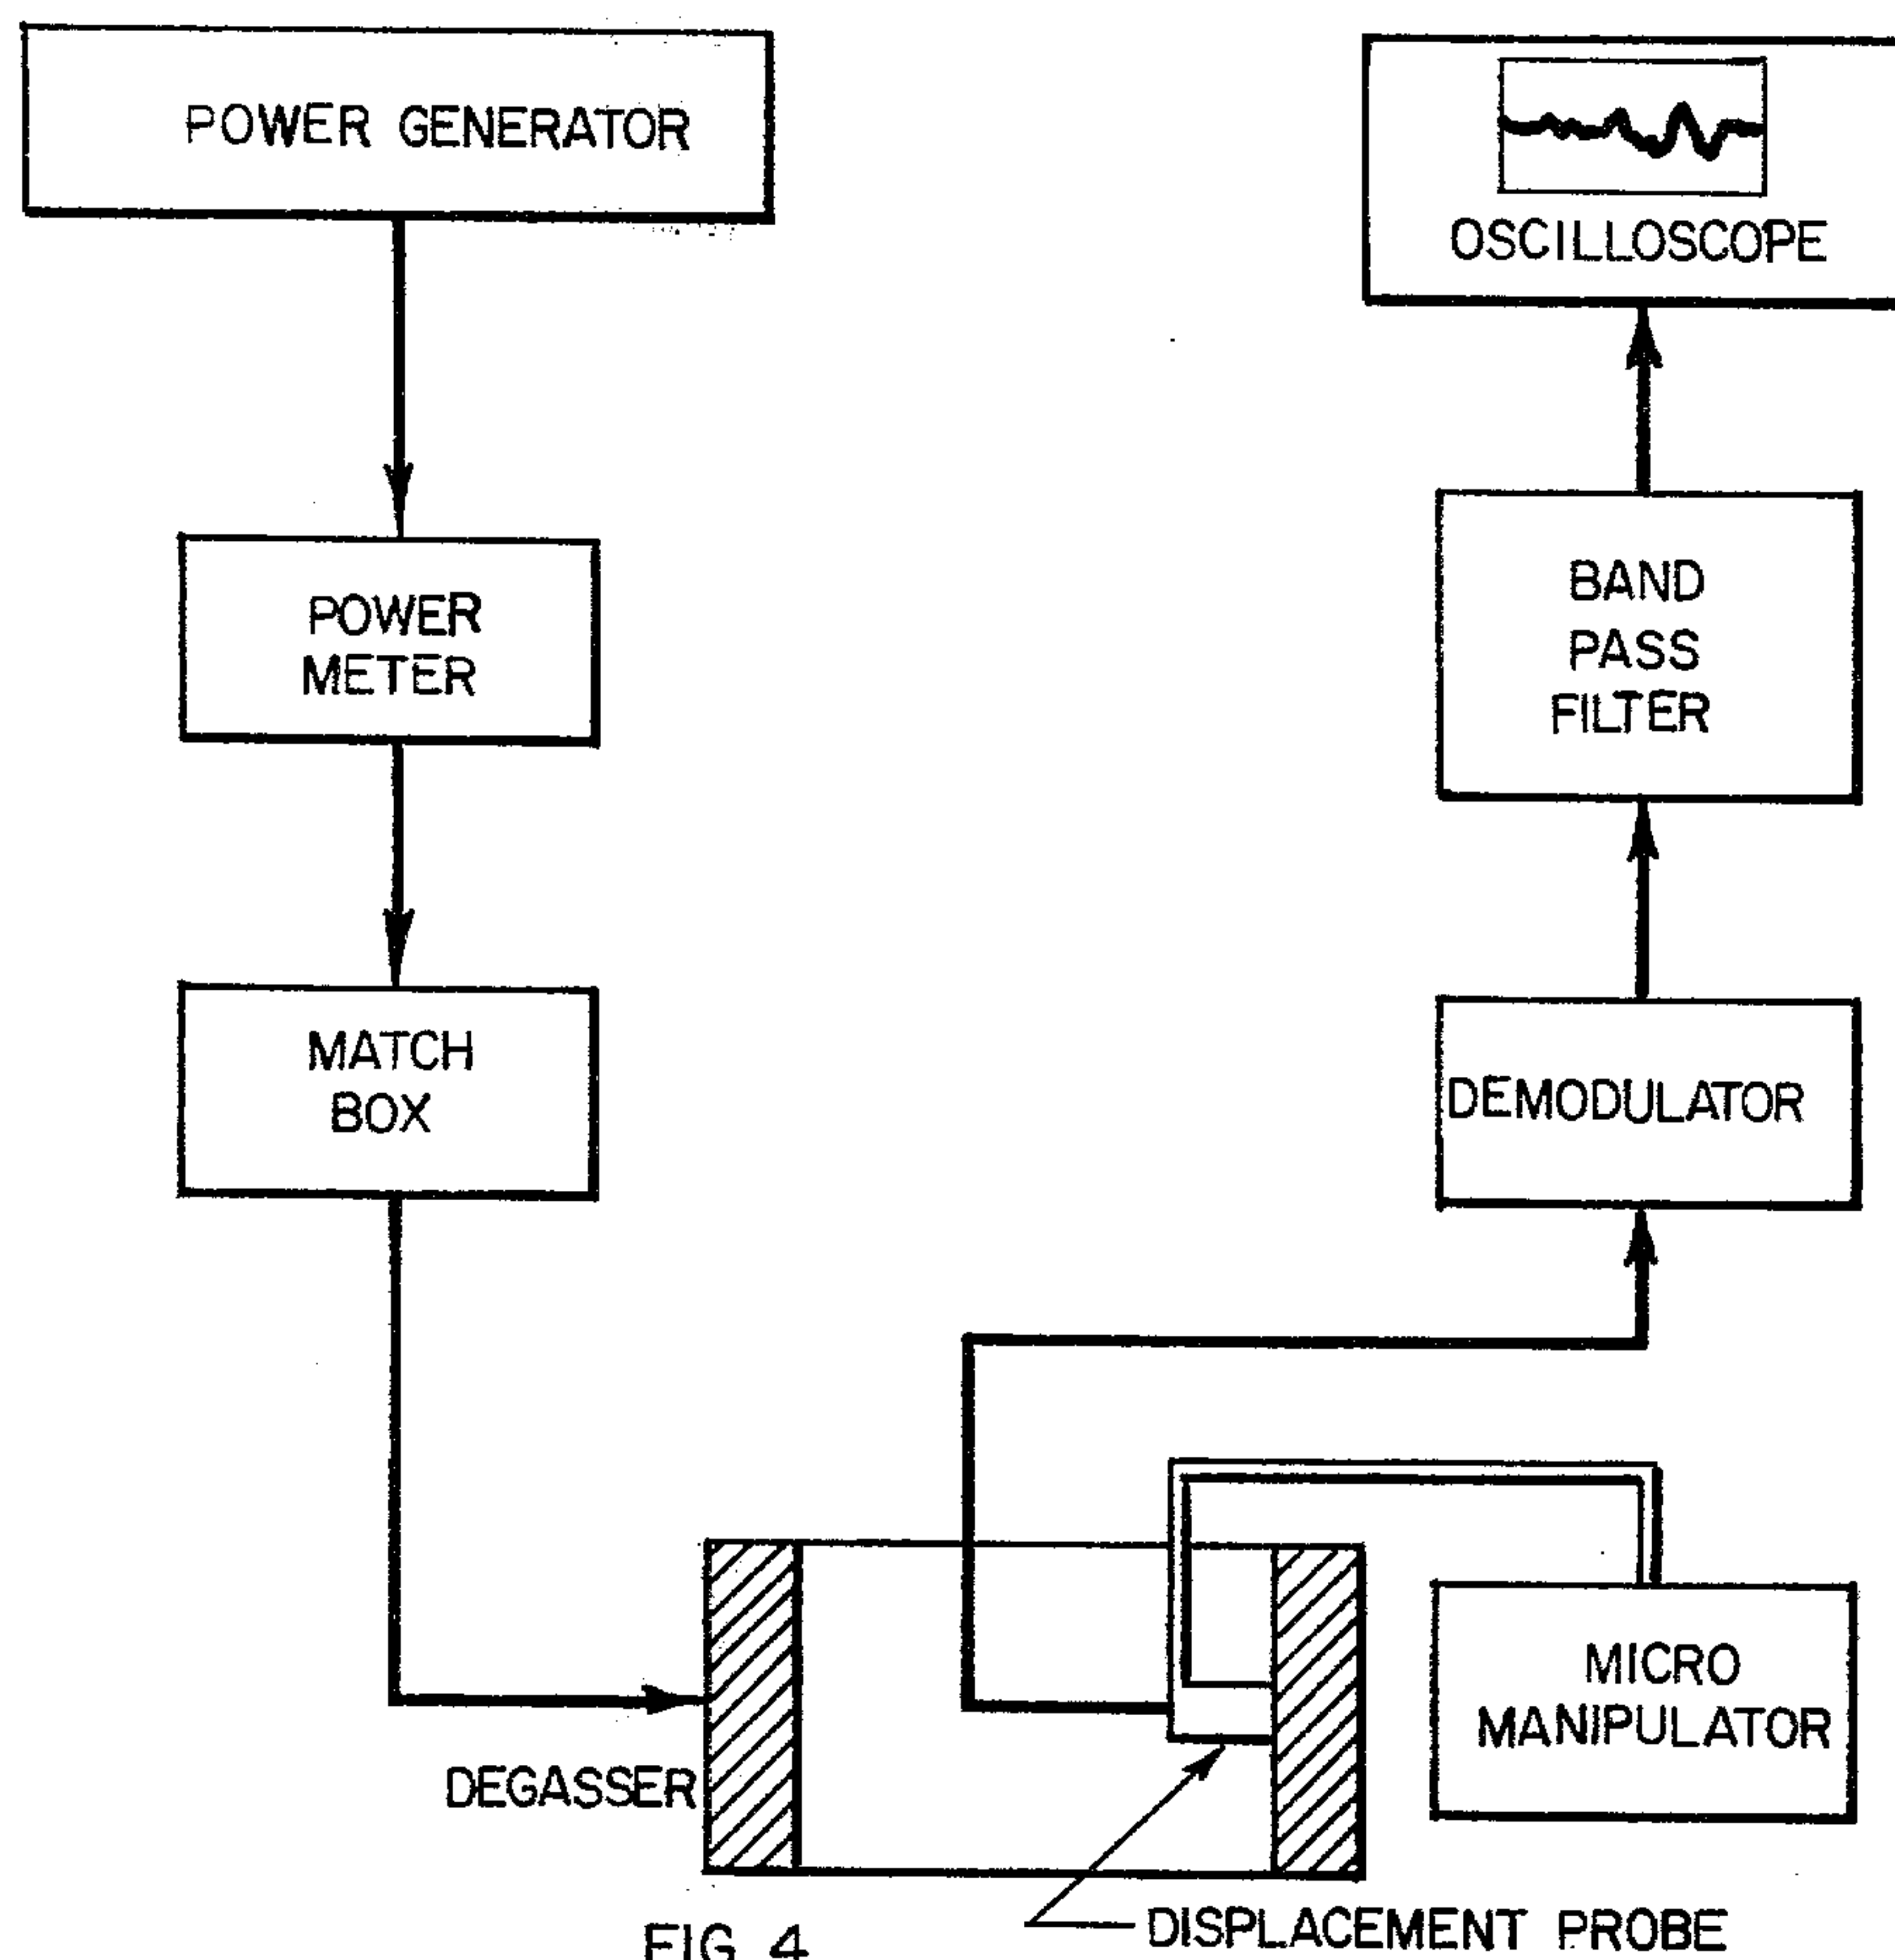 POWER GENERATOR
OSCILLOSCOPE
POWER
METER
BAND
PASS
FILTER
MATCH
BOX
DEMODULATOR
MICRO
MANIPULATOR
DEGASSER
DISPLACEMENT PROBE
FIG. 4